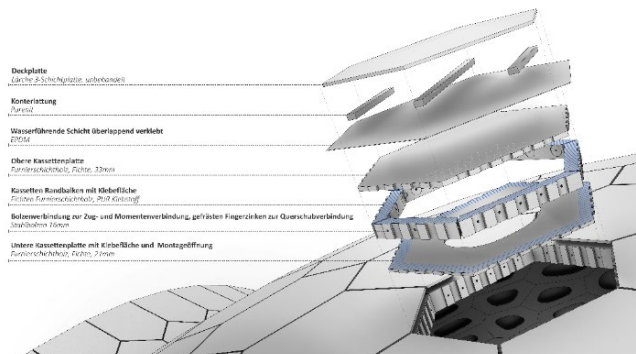 Deckplatte
Lärche 3-Schichtplatte, unbehandelt
Konterlattung
Purenit
Wasserführende Schicht überlappend verklebt
EPDM
Obere Kassettenplatte
Furnierschichtholz, Fichte, 33mm
Kassetten Randbalken mit Klebefläche
Fichten Furnierschichtholz, PUR Klebstoff
Bolzenverbindung zur Zug- und Momentenverbindung, gefrästen Fingerzinken zur Querschubverbindung
Stahlbolzen 16mm
Untere Kassettenplatte mit Klebefläche und Montageöffnung
Furnierschichtholz, Fichte, 21mm